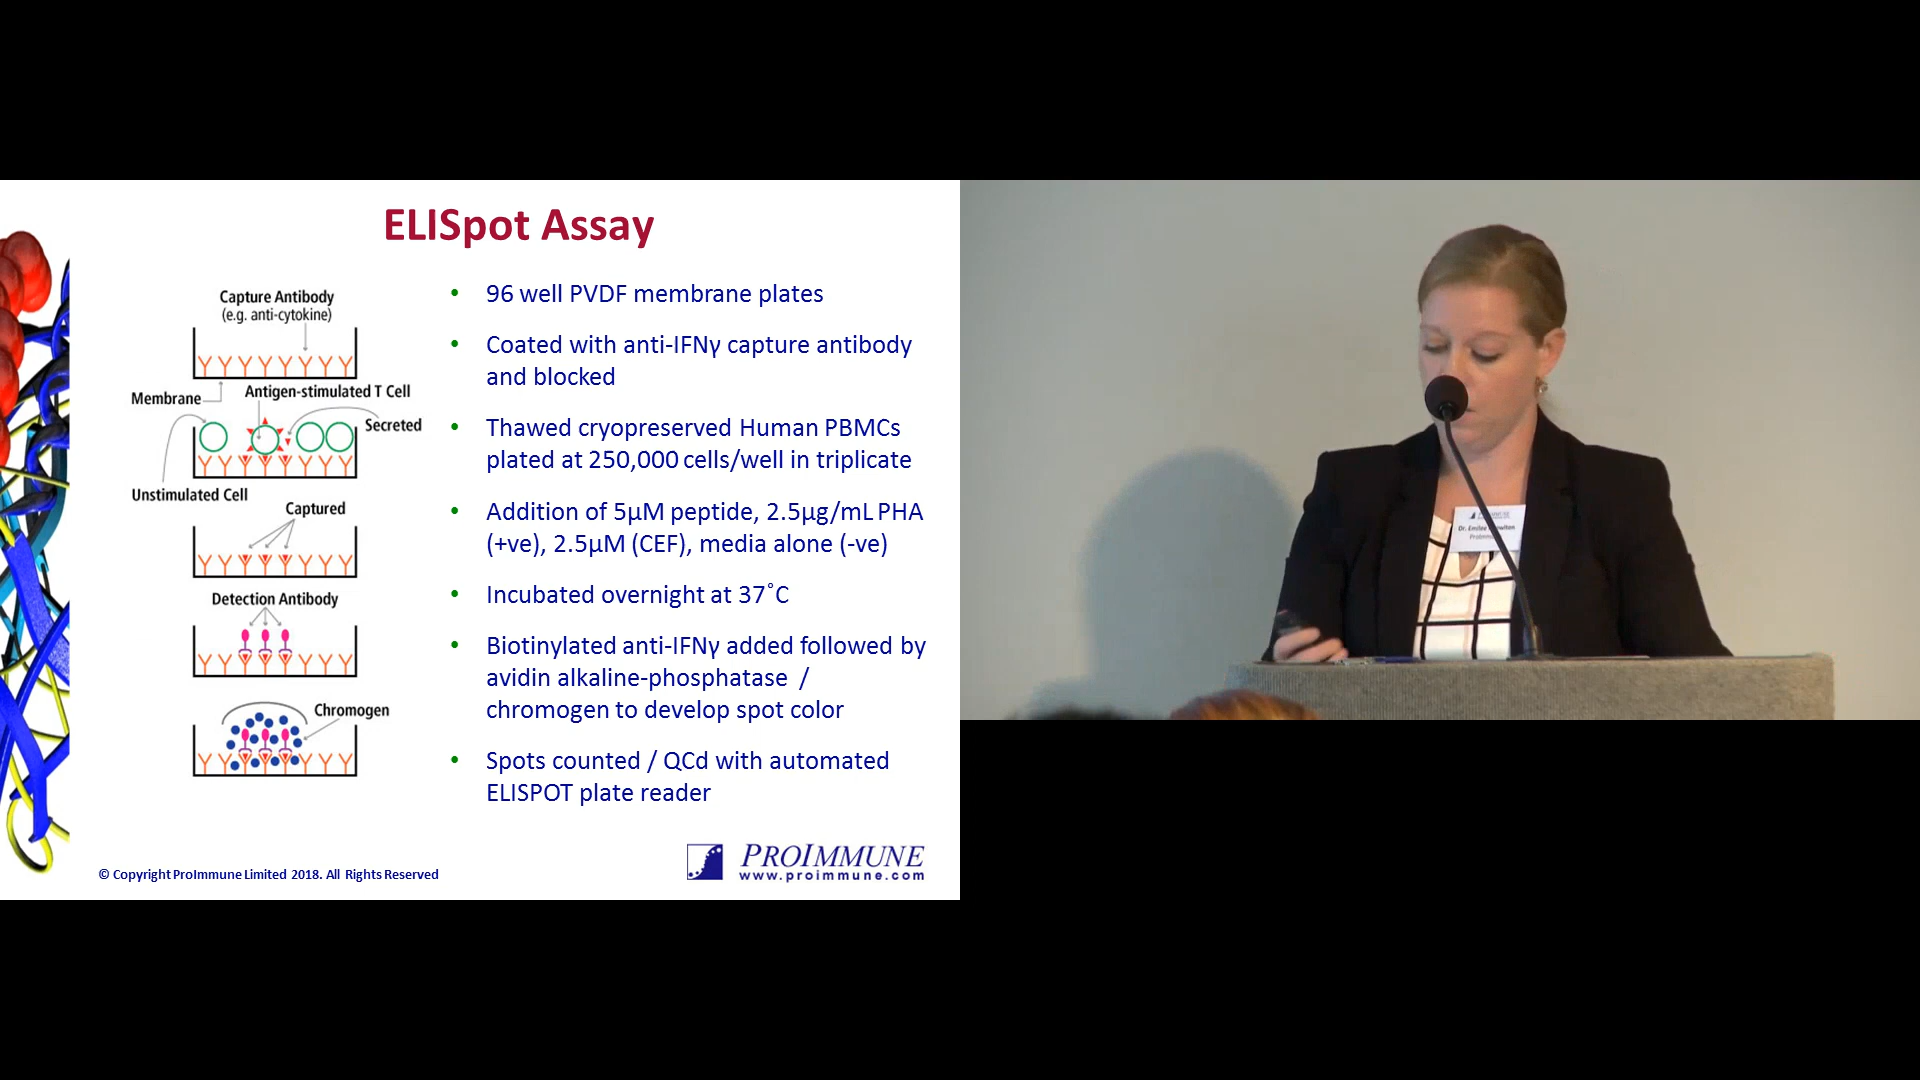 ELISpot Assay
Capture Antibody
(e.g. anti-cytokine)
Membrane
Antigen-stimulated T Cell
Secreted
Unstimulated Cell
Captured
Detection Antibody
Chromogen
• 96 well PVDF membrane plates
• Coated with anti-IFNγ capture antibody
and blocked
• Thawed cryopreserved Human PBMCs
plated at 250,000 cells/well in triplicate
• Addition of 5µM peptide, 2.5µg/mL PHA
(+ve), 2.5µM (CEF), media alone (-ve)
• Incubated overnight at 37˚C
• Biotinylated anti-IFNγ added followed by
avidin alkaline-phosphatase /
chromogen to develop spot color
• Spots counted / QCd with automated
ELISPOT plate reader
© Copyright ProImmune Limited 2018. All Rights Reserved
PROIMMUNE
www.proimmune.com
PROIMMUNE
Dr. Emilee